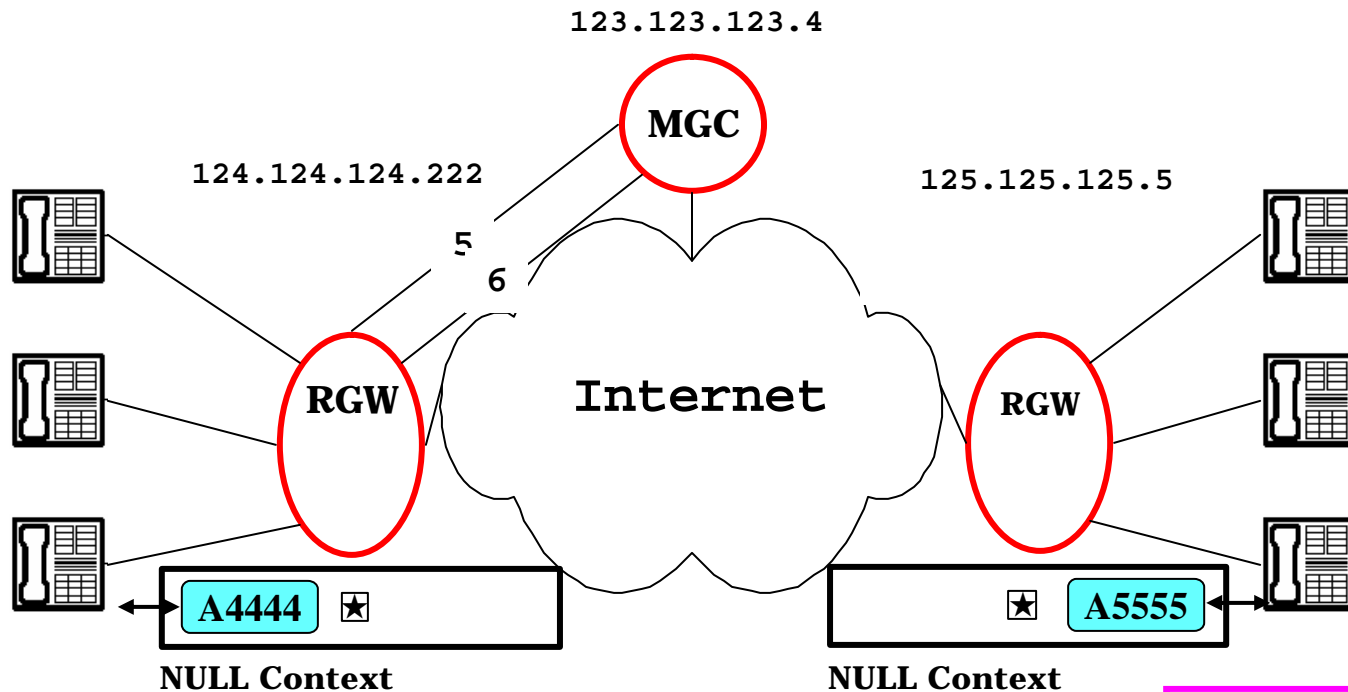 123.123.123.4
MGC
124.124.124.222
125.125.125.5
5
6
RGW
Internet
RGW
A4444
A5555
NULL Context
NULL Context